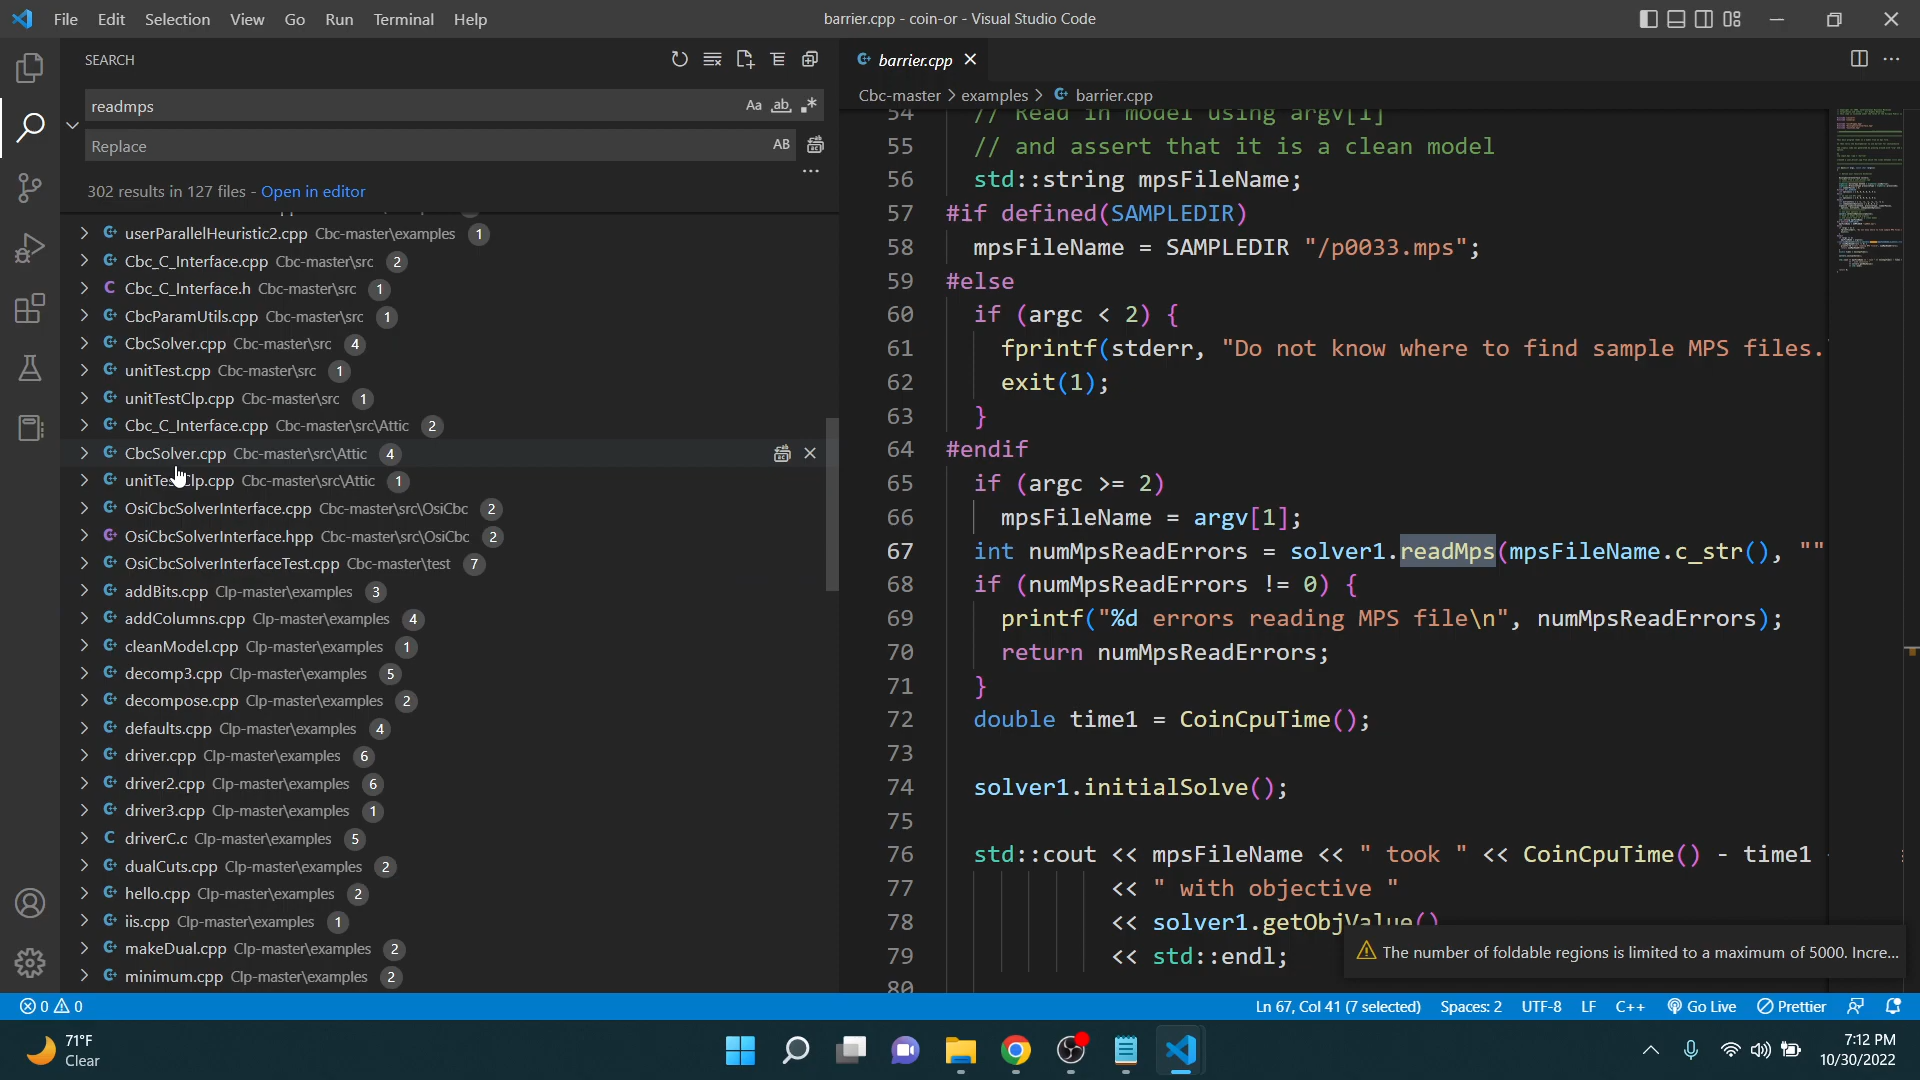 File Edit Selection View Go Run Terminal Help
barrier.cpp - coin-or - Visual Studio Code
SEARCH
readmps
Aa ab .*
Replace
AB
302 results in 127 files - Open in editor
userParallelHeuristic2.cpp Cbc-master\examples 1
Cbc_C_Interface.cpp Cbc-master\src 2
C Cbc_C_Interface.h Cbc-master\src 1
CbcParamUtils.cpp Cbc-master\src 1
CbcSolver.cpp Cbc-master\src 4
unitTest.cpp Cbc-master\src 1
unitTestClp.cpp Cbc-master\src 1
Cbc_C_Interface.cpp Cbc-master\src\Attic 2
CbcSolver.cpp Cbc-master\src\Attic 4
unitTestClp.cpp Cbc-master\src\Attic 1
OsiCbcSolverInterface.cpp Cbc-master\src\OsiCbc 2
OsiCbcSolverInterface.hpp Cbc-master\src\OsiCbc 2
OsiCbcSolverInterfaceTest.cpp Cbc-master\test 7
addBits.cpp Clp-master\examples 3
addColumns.cpp Clp-master\examples 4
cleanModel.cpp Clp-master\examples 1
decomp3.cpp Clp-master\examples 5
decompose.cpp Clp-master\examples 2
defaults.cpp Clp-master\examples 4
driver.cpp Clp-master\examples 6
driver2.cpp Clp-master\examples 6
driver3.cpp Clp-master\examples 1
C driverC.c Clp-master\examples 5
dualCuts.cpp Clp-master\examples 2
hello.cpp Clp-master\examples 2
iis.cpp Clp-master\examples 1
makeDual.cpp Clp-master\examples 2
minimum.cpp Clp-master\examples 2
barrier.cpp
Cbc-master > examples > barrier.cpp
54 // Read in model using argv[1]
55 // and assert that it is a clean model
56 std::string mpsFileName;
57 #if defined(SAMPLEDIR)
58 mpsFileName = SAMPLEDIR "/p0033.mps";
59 #else
60 if (argc < 2) {
61 fprintf(stderr, "Do not know where to find sample MPS files.
62 exit(1);
63 }
64 #endif
65 if (argc >= 2)
66 mpsFileName = argv[1];
67 int numMpsReadErrors = solver1.readMps(mpsFileName.c_str(), ""
68 if (numMpsReadErrors != 0) {
69 printf("%d errors reading MPS file\n", numMpsReadErrors);
70 return numMpsReadErrors;
71 }
72 double time1 = CoinCpuTime();
73
74 solver1.initialSolve();
75
76 std::cout << mpsFileName << " took " << CoinCpuTime() - time1
77 << " with objective "
78 << solver1.getObjValue()
79 << std::endl;
80
The number of foldable regions is limited to a maximum of 5000. Incre...
0 0
Ln 67, Col 41 (7 selected) Spaces: 2 UTF-8 LF C++ Go Live Prettier
71°F
Clear
7:12 PM
10/30/2022